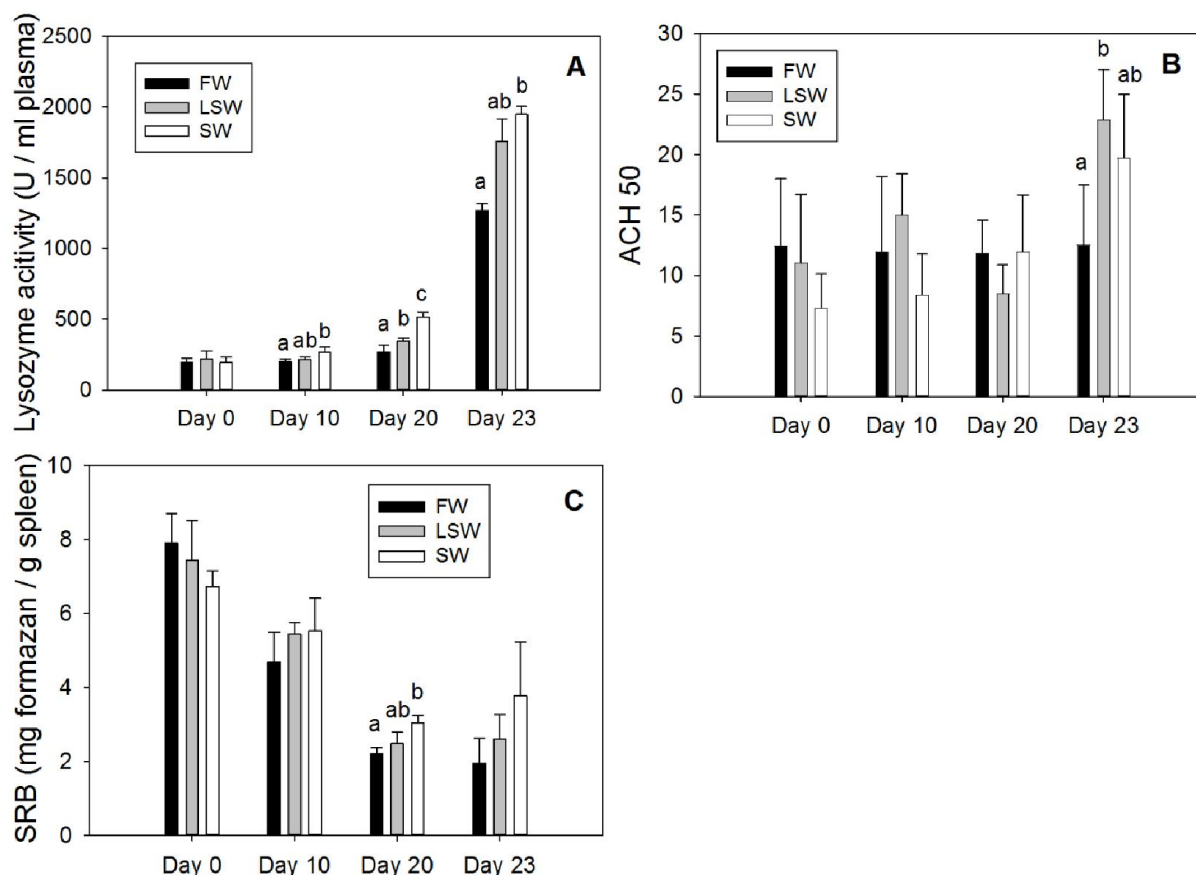 A
Lysozyme acitivity (U / ml plasma)
2500
2000
1500
1000
500
0
FW
LSW
SW
a ab b
a b c
a ab b
Day 0 Day 10 Day 20 Day 23
B
ACH 50
30
25
20
15
10
5
0
FW
LSW
SW
a b ab
Day 0 Day 10 Day 20 Day 23
C
SRB (mg formazan / g spleen)
10
8
6
4
2
0
FW
LSW
SW
a ab b
Day 0 Day 10 Day 20 Day 23